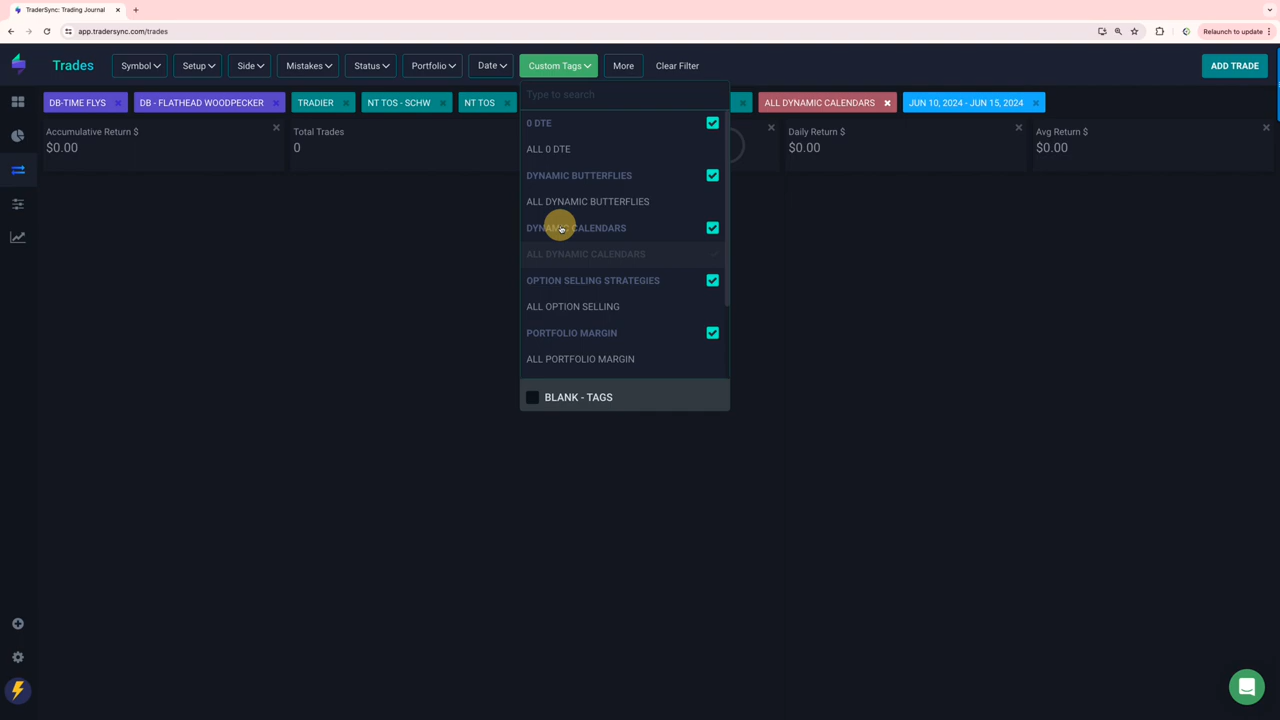 TraderSync: Trading Journal
app.tradersync.com/trades
Relaunch to update
Trades
Symbol
Setup
Side
Mistakes
Status
Portfolio
Date
Custom Tags
More
Clear Filter
ADD TRADE
DB-TIME FLYS
DB - FLATHEAD WOODPECKER
TRADIER
NT TOS - SCHW
NT TOS
ALL DYNAMIC CALENDARS
JUN 10, 2024 - JUN 15, 2024
Accumulative Return $
$0.00
Total Trades
0
Daily Return $
$0.00
Avg Return $
$0.00
Type to search
0 DTE
ALL 0 DTE
DYNAMIC BUTTERFLIES
ALL DYNAMIC BUTTERFLIES
DYNAMIC CALENDARS
ALL DYNAMIC CALENDARS
OPTION SELLING STRATEGIES
ALL OPTION SELLING
PORTFOLIO MARGIN
ALL PORTFOLIO MARGIN
BLANK - TAGS